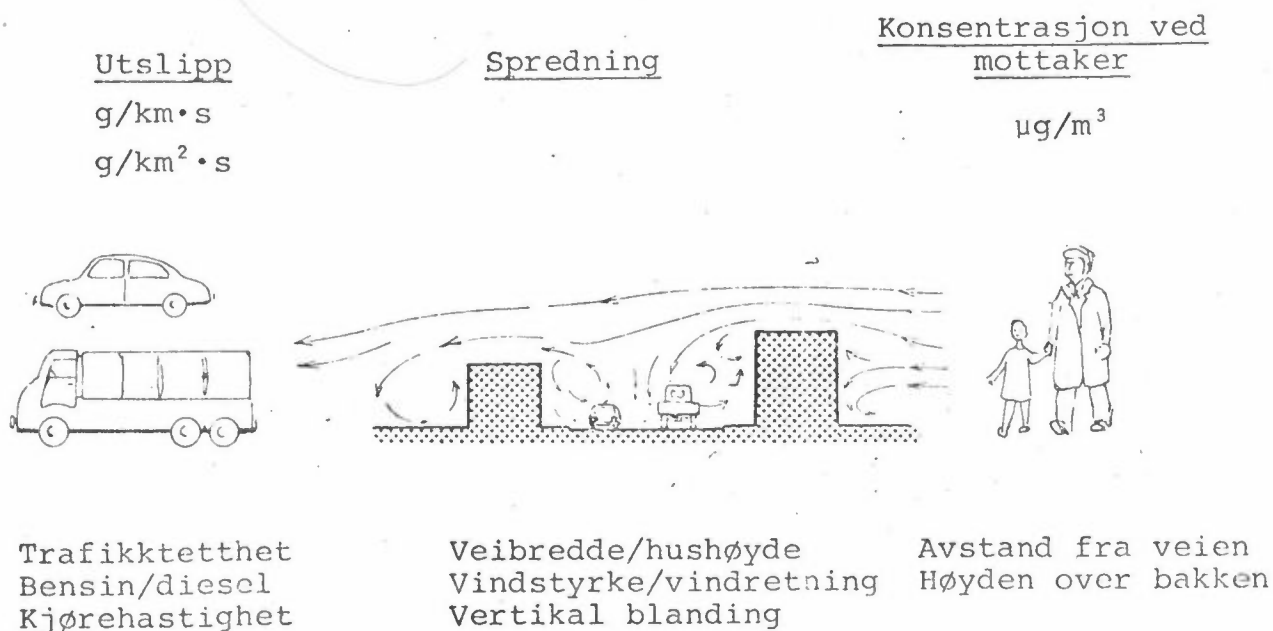 Utslipp
g/km•s
g/km²•s
Spredning
Konsentrasjon ved
mottaker
µg/m³
Trafikktetthet
Bensin/diesel
Kjørehastighet
Veibredde/hushøyde
Vindstyrke/vindretning
Vertikal blanding
Avstand fra veien
Høyden over bakken